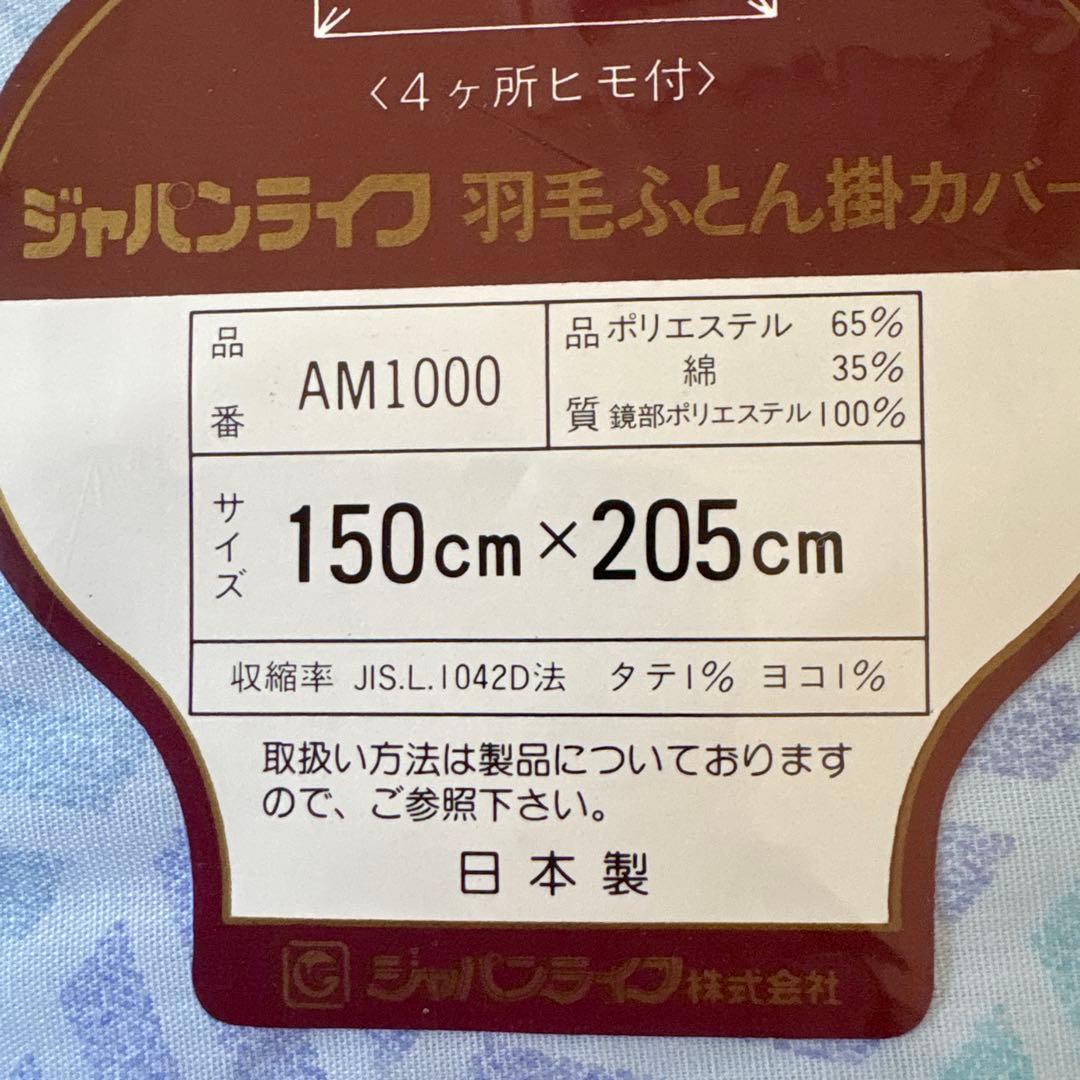 〈4ヶ所ヒモ付〉
ジャパンライフ 羽毛ふとん掛カバー
品番 AM1000
品質 ポリエステル 65%
綿 35%
鏡部ポリエステル100%
サイズ 150cm×205cm
収縮率 JIS.L.1042D法 タテ1% ヨコ1%
取扱い方法は製品についております
ので、ご参照下さい。
日本製
ジャパンライフ株式会社